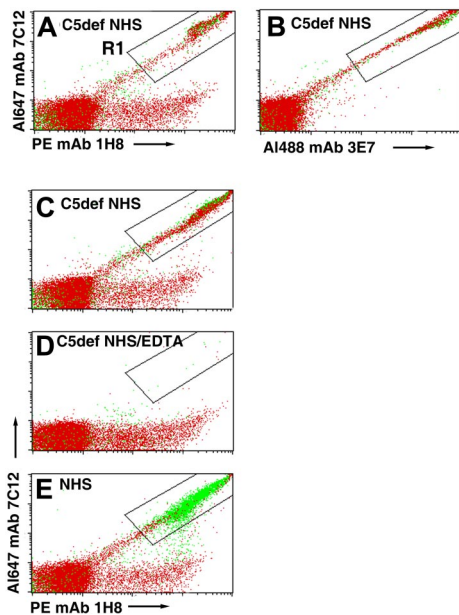 A C5def NHS
R1
Al647 mAb 7C12
PE mAb 1H8
B C5def NHS
Al488 mAb 3E7
C C5def NHS
D C5def NHS/EDTA
E NHS
Al647 mAb 7C12
PE mAb 1H8